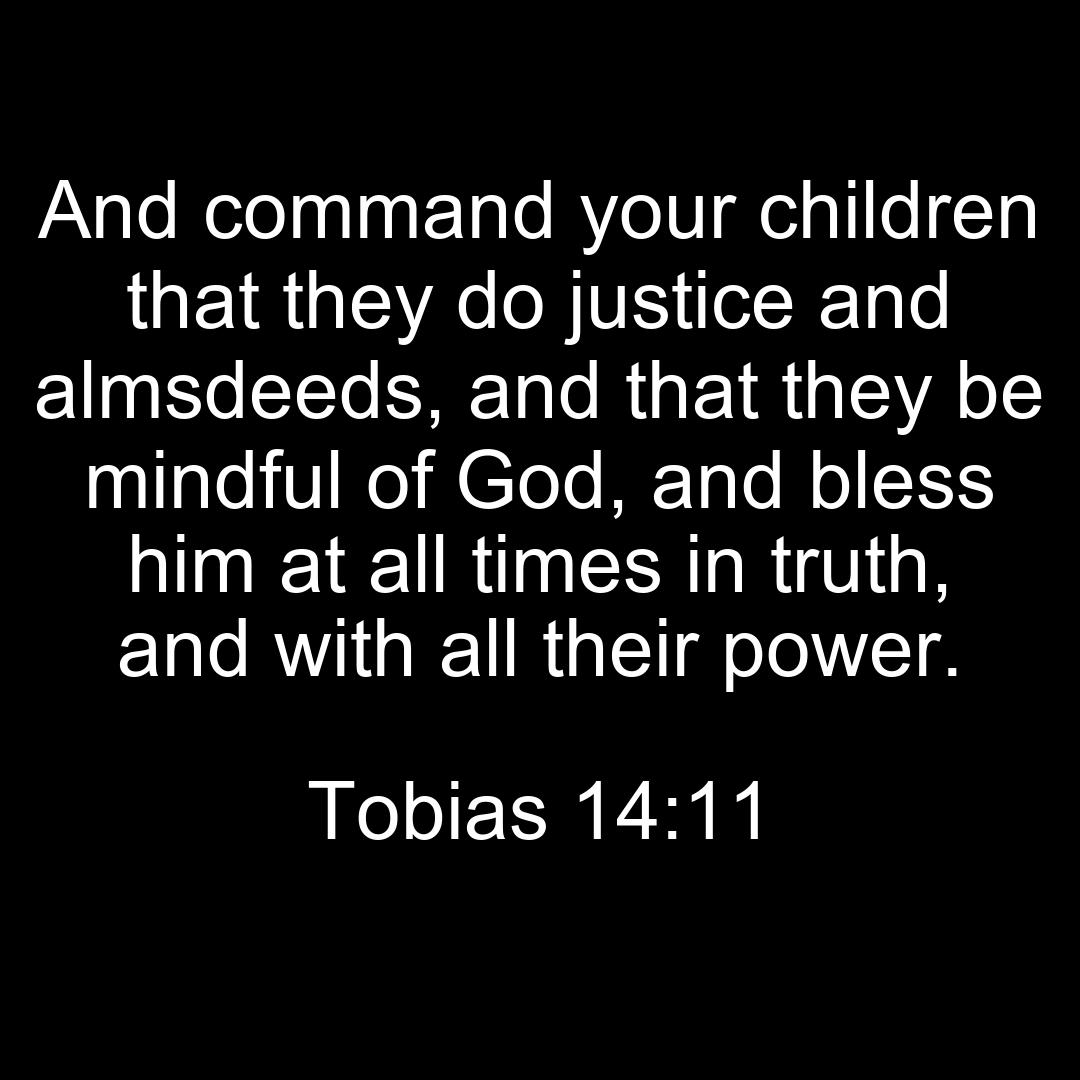 And command your children
that they do justice and
almsdeeds, and that they be
mindful of God, and bless
him at all times in truth,
and with all their power.
Tobias 14:11